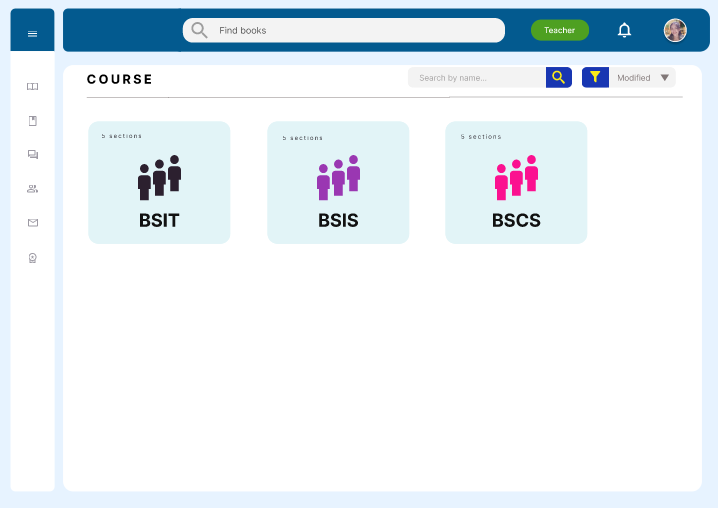 Find books
Teacher
COURSE
Search by name...
Modified
5 sections
BSIT
5 sections
BSIS
5 sections
BSCS